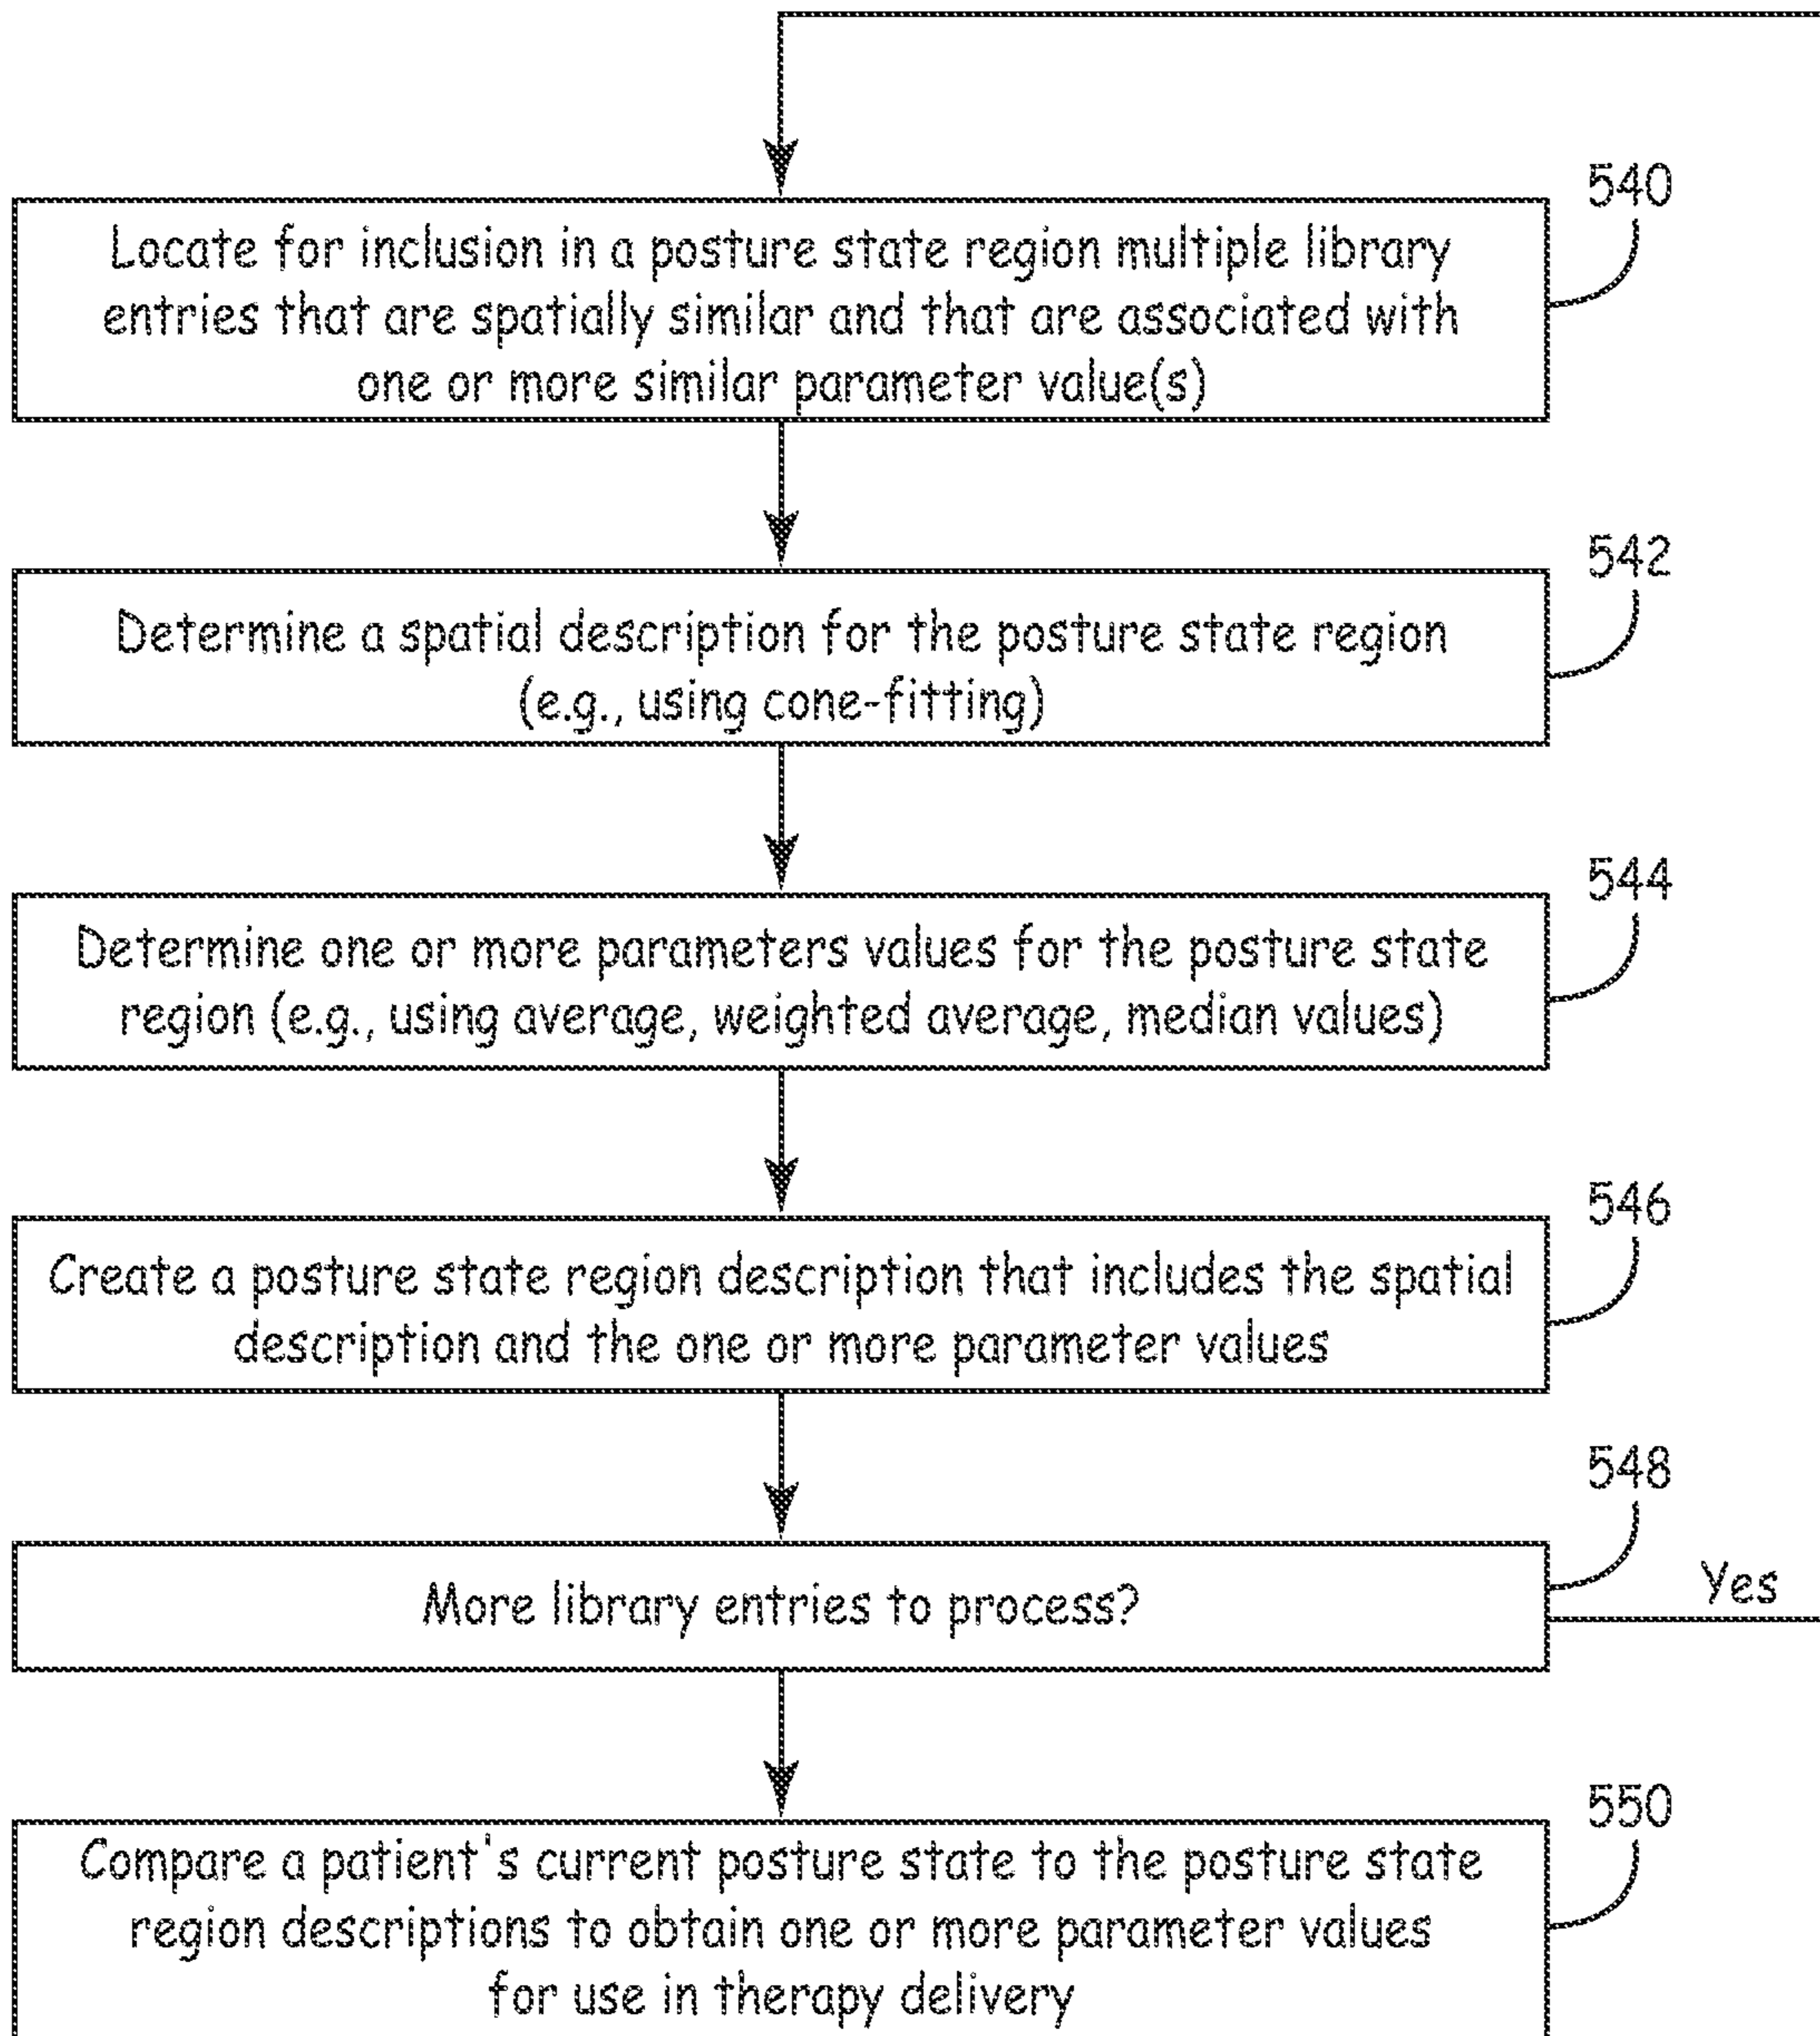 540
Locate for inclusion in a posture state region multiple library
entries that are spatially similar and that are associated with
one or more similar parameter value(s)
542
Determine a spatial description for the posture state region
(e.g., using cone-fitting)
544
Determine one or more parameters values for the posture state
region (e.g., using average, weighted average, median values)
546
Create a posture state region description that includes the spatial
description and the one or more parameter values
548
More library entries to process?
Yes
550
Compare a patient's current posture state to the posture state
region descriptions to obtain one or more parameter values
for use in therapy delivery